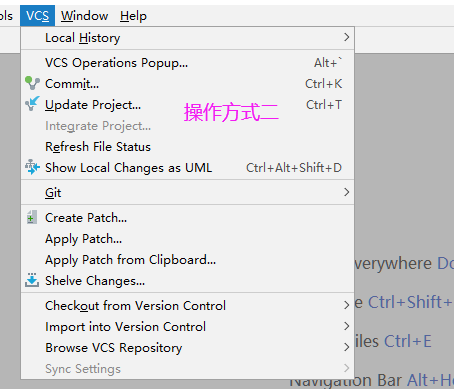 ols VCS Window Help
Local History
VCS Operations Popup... Alt+`
Commit... Ctrl+K
Update Project... Ctrl+T
操作方式二
Integrate Project...
Refresh File Status
Show Local Changes as UML Ctrl+Alt+Shift+D
Git
Create Patch...
Apply Patch...
Apply Patch from Clipboard...
Shelve Changes...
Checkout from Version Control
Import into Version Control
Browse VCS Repository
Sync Settings
verywhere Do
e Ctrl+Shift+
iles Ctrl+E
Navigation Bar Alt+Ho